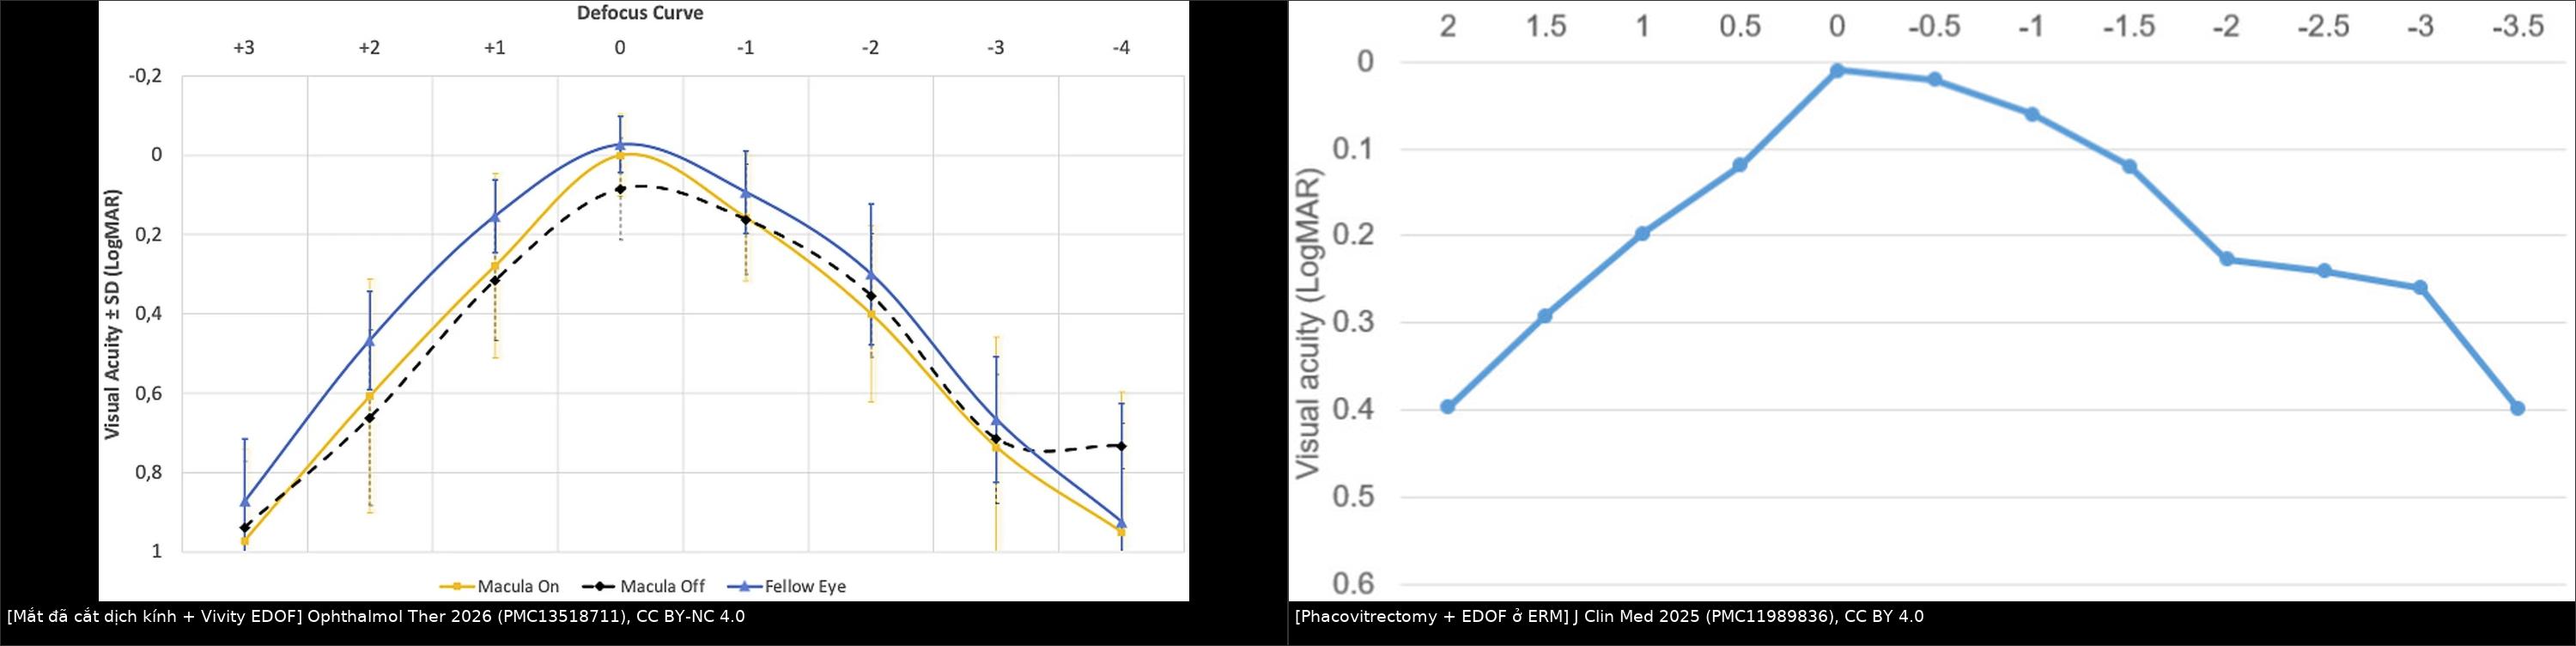 Defocus Curve
+3 +2 +1 0 -1 -2 -3 -4
-0,2
0
0,2
0,4
0,6
0,8
1
Visual Acuity ± SD (LogMAR)
Macula On Macula Off Fellow Eye
[Mắt đã cắt dịch kính + Vivity EDOF] Ophthalmol Ther 2026 (PMC13518711), CC BY-NC 4.0
2 1.5 1 0.5 0 -0.5 -1 -1.5 -2 -2.5 -3 -3.5
0
0.1
0.2
0.3
0.4
0.5
0.6
Visual acuity (LogMAR)
[Phacovitrectomy + EDOF ở ERM] J Clin Med 2025 (PMC11989836), CC BY 4.0